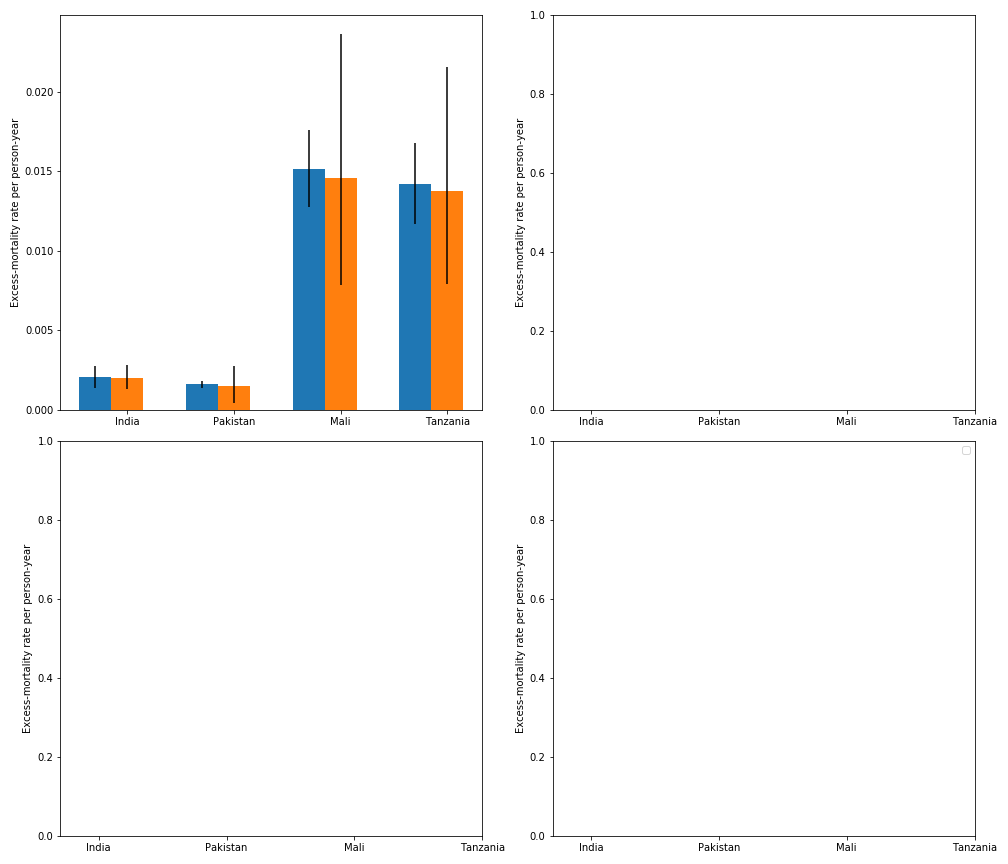 Excess-mortality rate per person-year
0.020
0.015
0.010
0.005
0.000
India Pakistan Mali Tanzania
Excess-mortality rate per person-year
1.0
0.8
0.6
0.4
0.2
0.0
India Pakistan Mali Tanzania
Excess-mortality rate per person-year
1.0
0.8
0.6
0.4
0.2
0.0
India Pakistan Mali Tanzania
Excess-mortality rate per person-year
1.0
0.8
0.6
0.4
0.2
0.0
India Pakistan Mali Tanzania